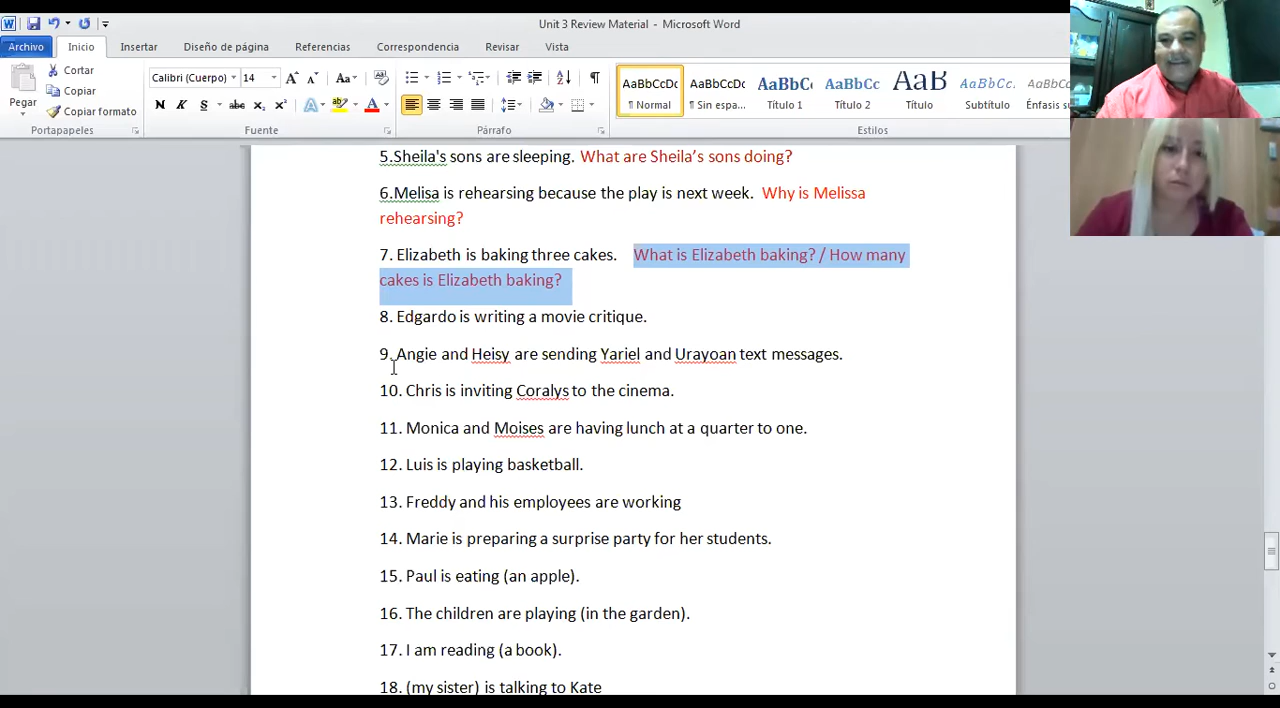 Unit 3 Review Material - Microsoft Word
Archivo Inicio Insertar Diseño de página Referencias Correspondencia Revisar Vista
Pegar
Cortar
Copiar
Copiar formato
Portapapeles
Calibri (Cuerpo) 14
Fuente
Párrafo
AaBbCcDc AaBbCcDc AaBbC AaBbCc AaB AaBbCc. AaBbC
¶ Normal ¶ Sin espa... Título 1 Título 2 Título Subtítulo Énfasis s
Estilos
5.Sheila's sons are sleeping. What are Sheila’s sons doing?
6.Melisa is rehearsing because the play is next week. Why is Melissa
rehearsing?
7. Elizabeth is baking three cakes. What is Elizabeth baking? / How many
cakes is Elizabeth baking?
8. Edgardo is writing a movie critique.
9. Angie and Heisy are sending Yariel and Urayoan text messages.
10. Chris is inviting Coralys to the cinema.
11. Monica and Moises are having lunch at a quarter to one.
12. Luis is playing basketball.
13. Freddy and his employees are working
14. Marie is preparing a surprise party for her students.
15. Paul is eating (an apple).
16. The children are playing (in the garden).
17. I am reading (a book).
18. (my sister) is talking to Kate